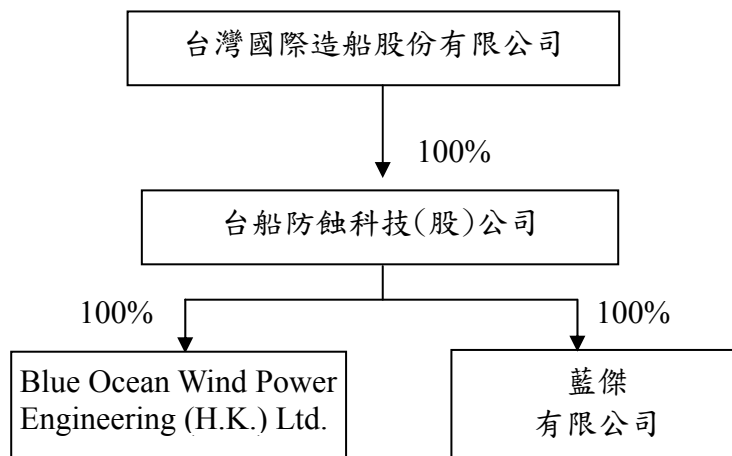 台灣國際造船股份有限公司
100%
台船防蝕科技(股)公司
100%
100%
Blue Ocean Wind Power
Engineering (H.K.) Ltd.
藍傑
有限公司